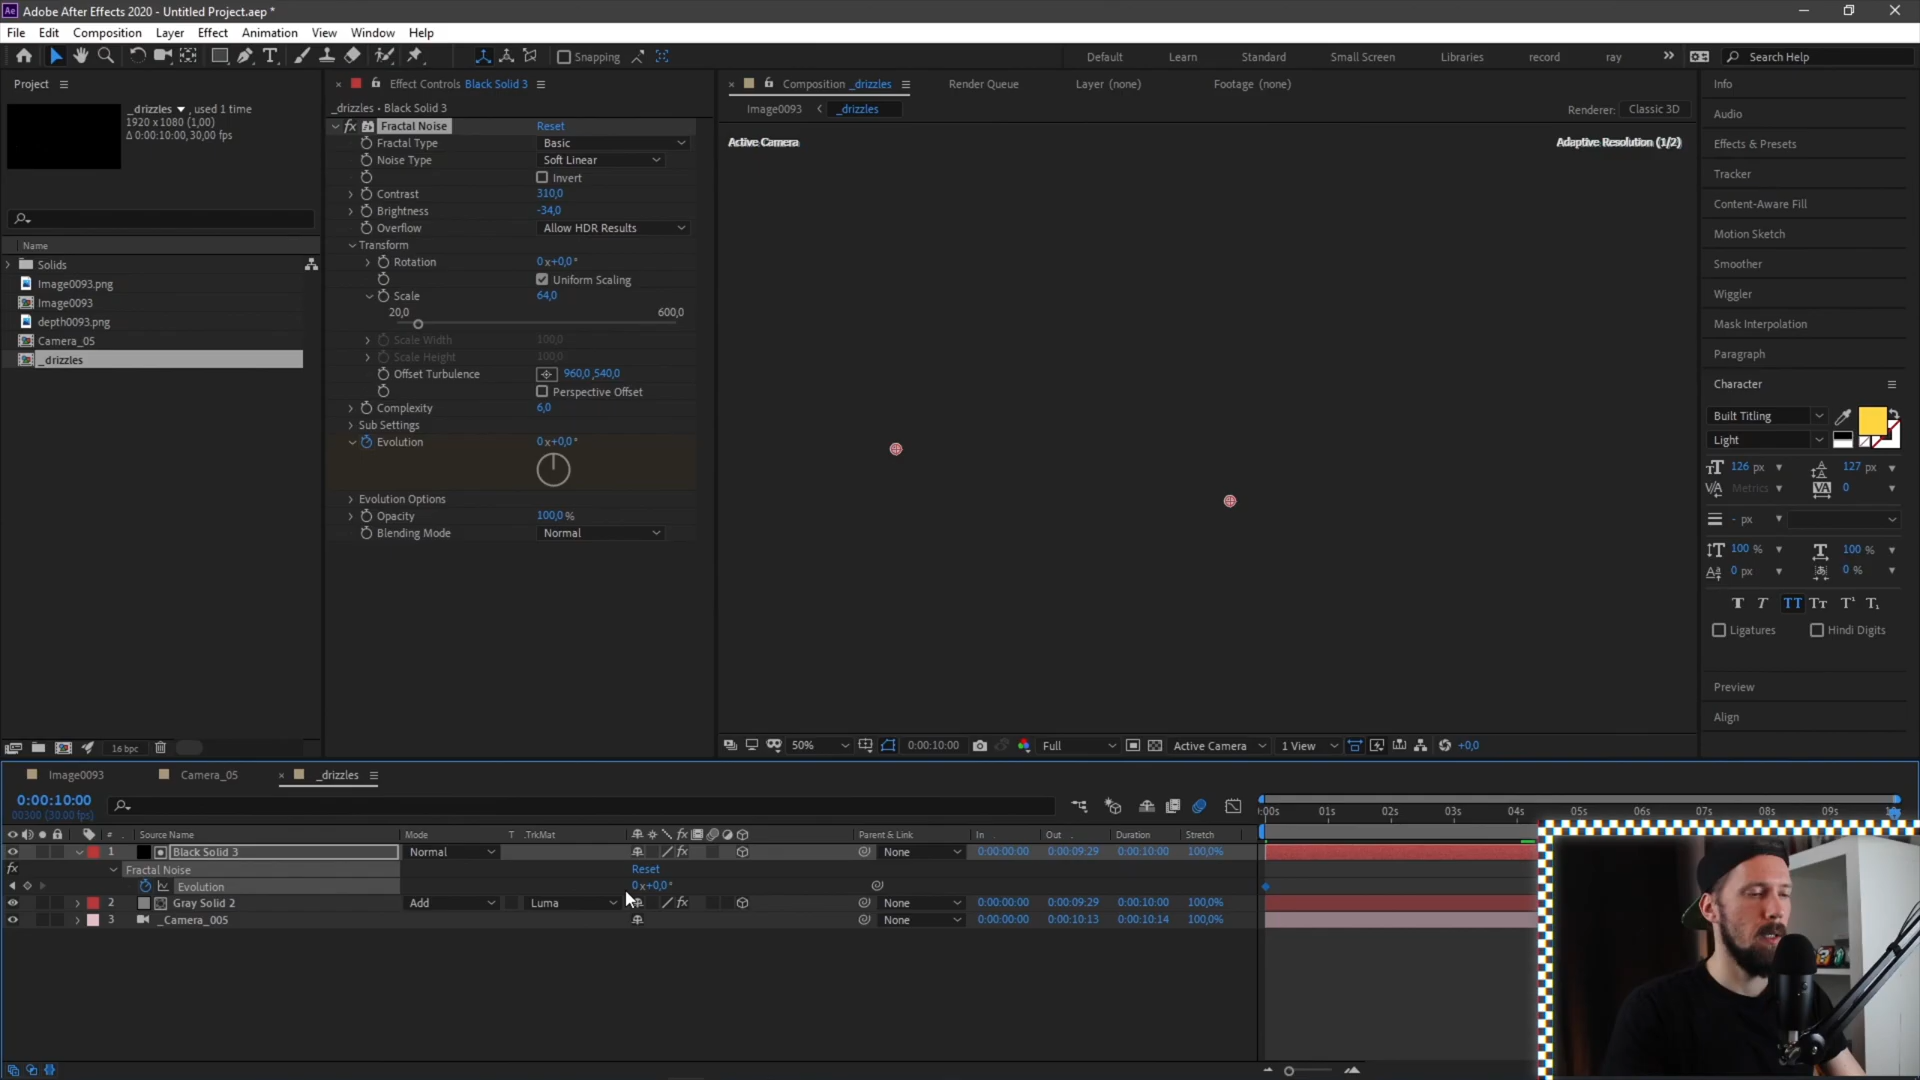 Ae Adobe After Effects 2020 - Untitled Project.aep *
File Edit Composition Layer Effect Animation View Window Help
Snapping Default Learn Standard Small Screen Libraries record ray Search Help
Project
_drizzles , used 1 time
1920 x 1080 (1,00)
Δ 0:00:10:00, 30,00 fps
Name
Solids
Image0093.png
Image0093
depth0093.png
Camera_05
_drizzles
16 bpc
Effect Controls Black Solid 3
_drizzles • Black Solid 3
fx Fractal Noise Reset
Fractal Type Basic
Noise Type Soft Linear
Invert
Contrast 310,0
Brightness -34,0
Overflow Allow HDR Results
Transform
Rotation 0 x+0,0°
Uniform Scaling
Scale 64,0
20,0 600,0
Scale Width 100,0
Scale Height 100,0
Offset Turbulence 960,0,540,0
Perspective Offset
Complexity 6,0
Sub Settings
Evolution 0 x+0,0°
Evolution Options
Opacity 100,0 %
Blending Mode Normal
Composition _drizzles Render Queue Layer (none) Footage (none)
Image0093 _drizzles Renderer: Classic 3D
Active Camera Adaptive Resolution (1/2)
50% 0:00:10:00 Full Active Camera 1 View +0,0
Info
Audio
Effects & Presets
Tracker
Content-Aware Fill
Motion Sketch
Smoother
Wiggler
Mask Interpolation
Paragraph
Character
Built Titling
Light
126 px 127 px
Metrics 0
- px
100 % 100 %
0 px 0 %
Ligatures Hindi Digits
Preview
Align
Image0093 Camera_05 _drizzles
0:00:10:00
00300 (30.00 fps)
:00s 01s 02s 03s 04s 05s 06s 07s 08s 09s
# Source Name Mode T .TrkMat fx Parent & Link In Out Duration Stretch
1 Black Solid 3 Normal fx None 0:00:00:00 0:00:09:29 0:00:10:00 100,0%
fx Fractal Noise Reset
Evolution 0 x+0,0°
2 Gray Solid 2 Add Luma fx None 0:00:00:00 0:00:09:29 0:00:10:00 100,0%
3 _Camera_005 None 0:00:00:00 0:00:10:13 0:00:10:14 100,0%